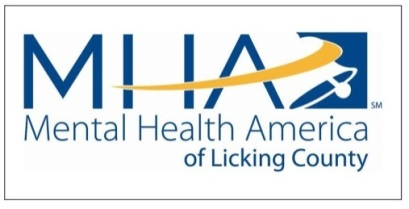 MHA
SM
Mental Health America
of Licking County